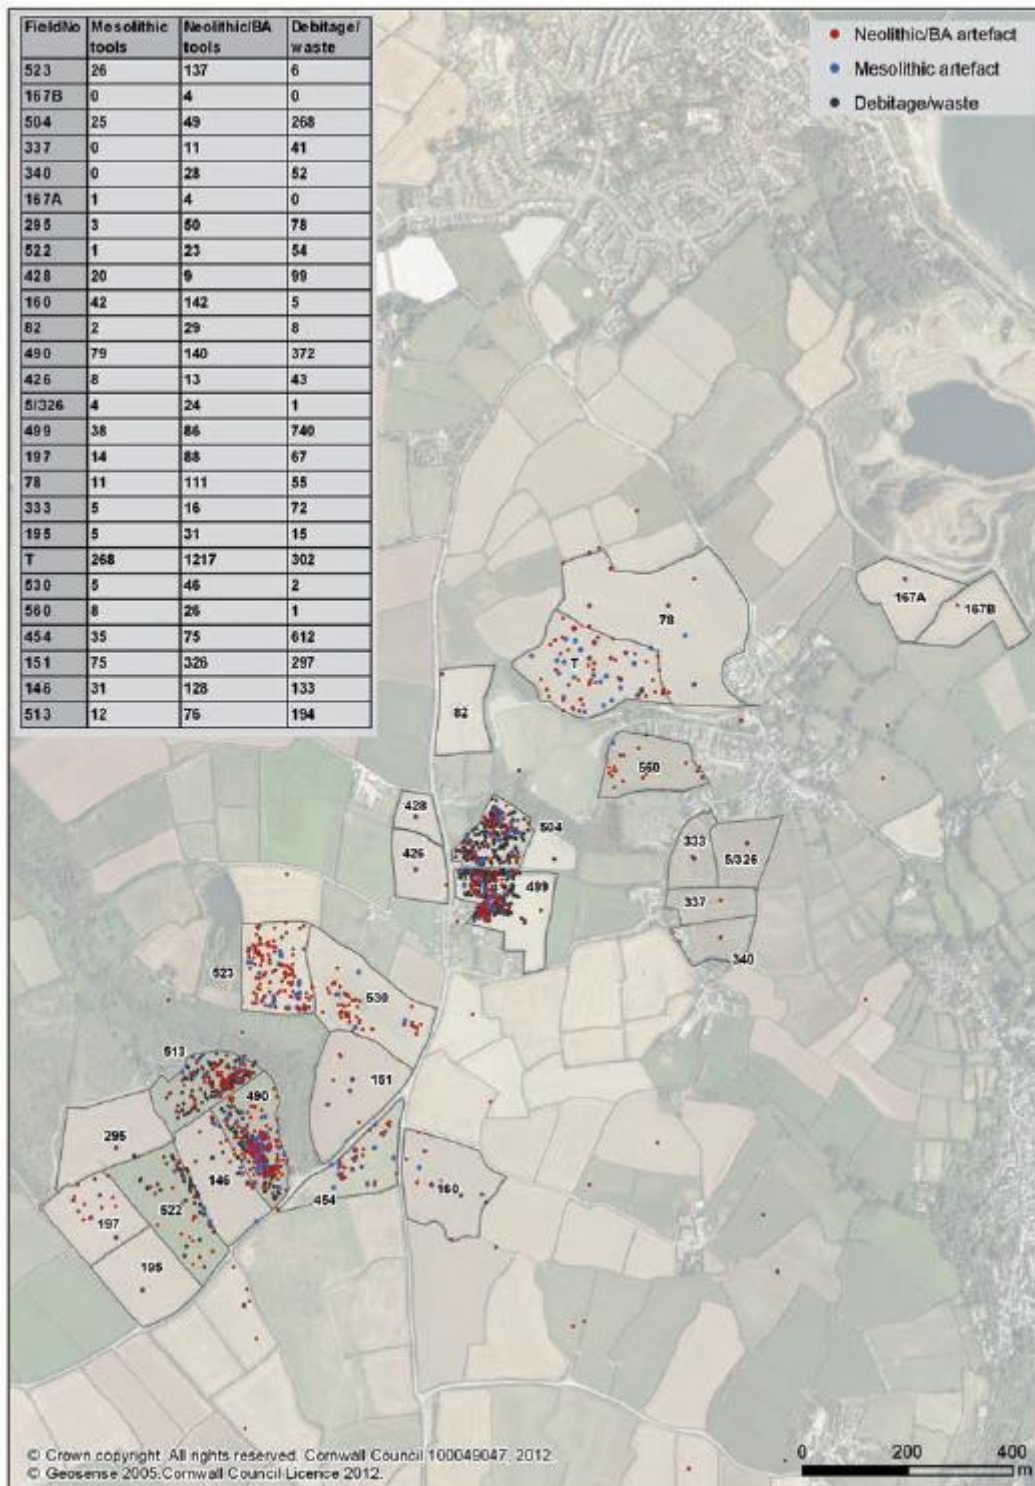 FieldNo Mesolithic tools Neolithic/BA tools Debitage/waste
523 26 137 6
167B 0 4 0
504 25 49 268
337 0 11 41
340 0 28 52
167A 1 4 0
295 3 50 78
522 1 23 54
428 20 9 99
160 42 142 5
82 2 29 8
490 79 140 372
426 8 13 43
5/326 4 24 1
499 38 86 740
197 14 88 67
78 11 111 55
333 5 16 72
195 5 31 15
T 268 1217 302
530 5 46 2
560 8 26 1
454 35 75 612
151 75 326 297
146 31 128 133
513 12 76 194
Neolithic/BA artefact
Mesolithic artefact
Debitage/waste
167A
167B
78
T
82
560
428
504
426
333
5/326
499
337
340
523
530
513
151
490
295
146
454
160
197
522
195
© Crown copyright. All rights reserved. Cornwall Council 100049047, 2012.
© Geosense 2005.Cornwall Council Licence 2012.
0 200 400
m